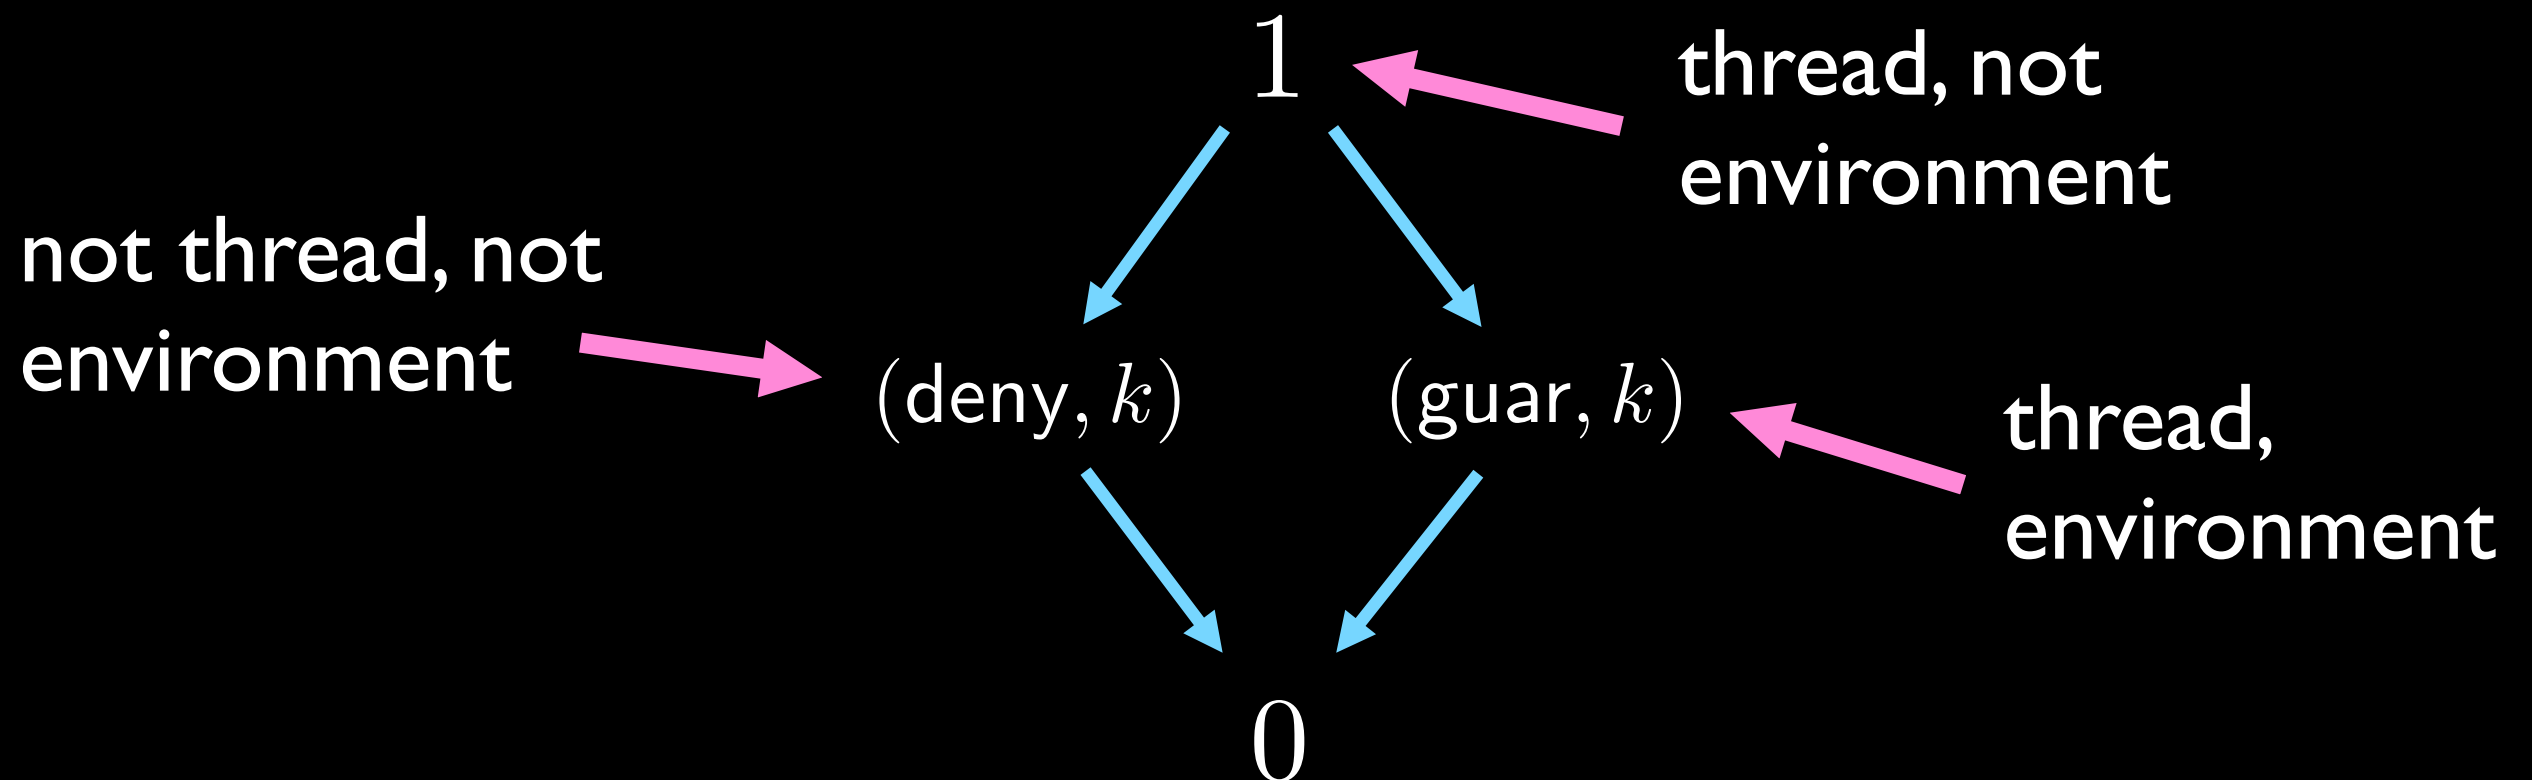 1
thread, not
environment
not thread, not
environment
(deny, k)
(guar, k)
thread,
environment
0